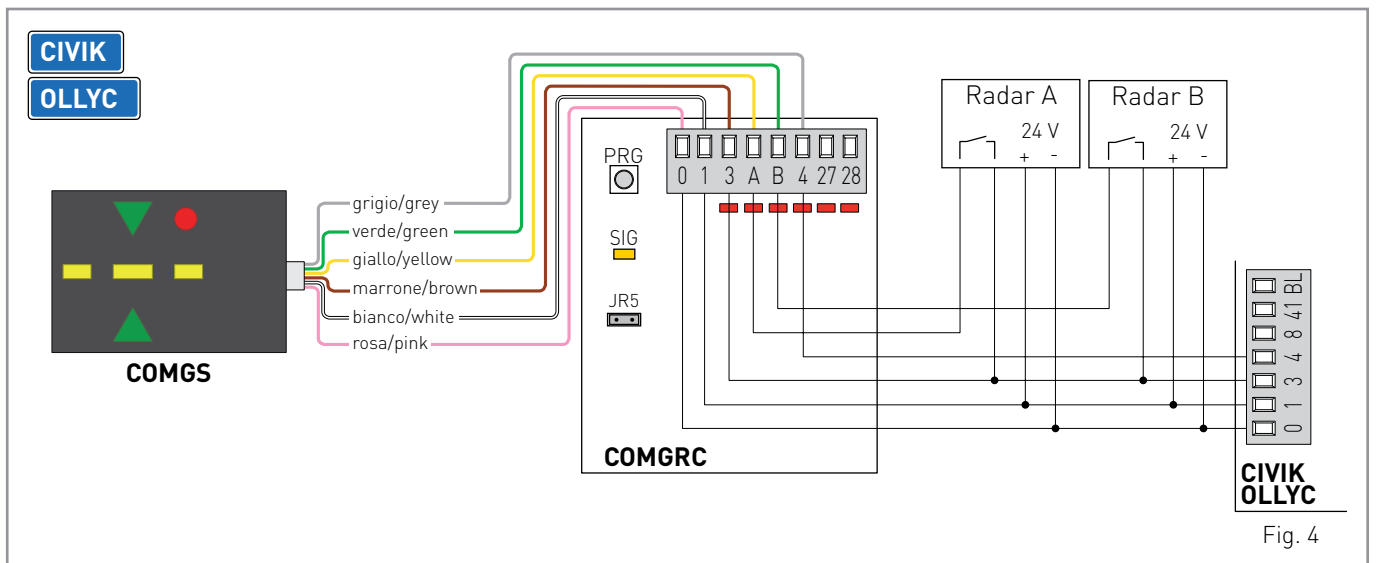 CIVIK
OLLYC
grigio/grey
verde/green
giallo/yellow
marrone/brown
bianco/white
rosa/pink
COMGS
PRG
SIG
JR5
0 1 3 A B 4 27 28
COMGRC
Radar A
24 V
+ -
Radar B
24 V
+ -
BL
41
8
4
3
1
0
CIVIK
OLLYC
Fig. 4